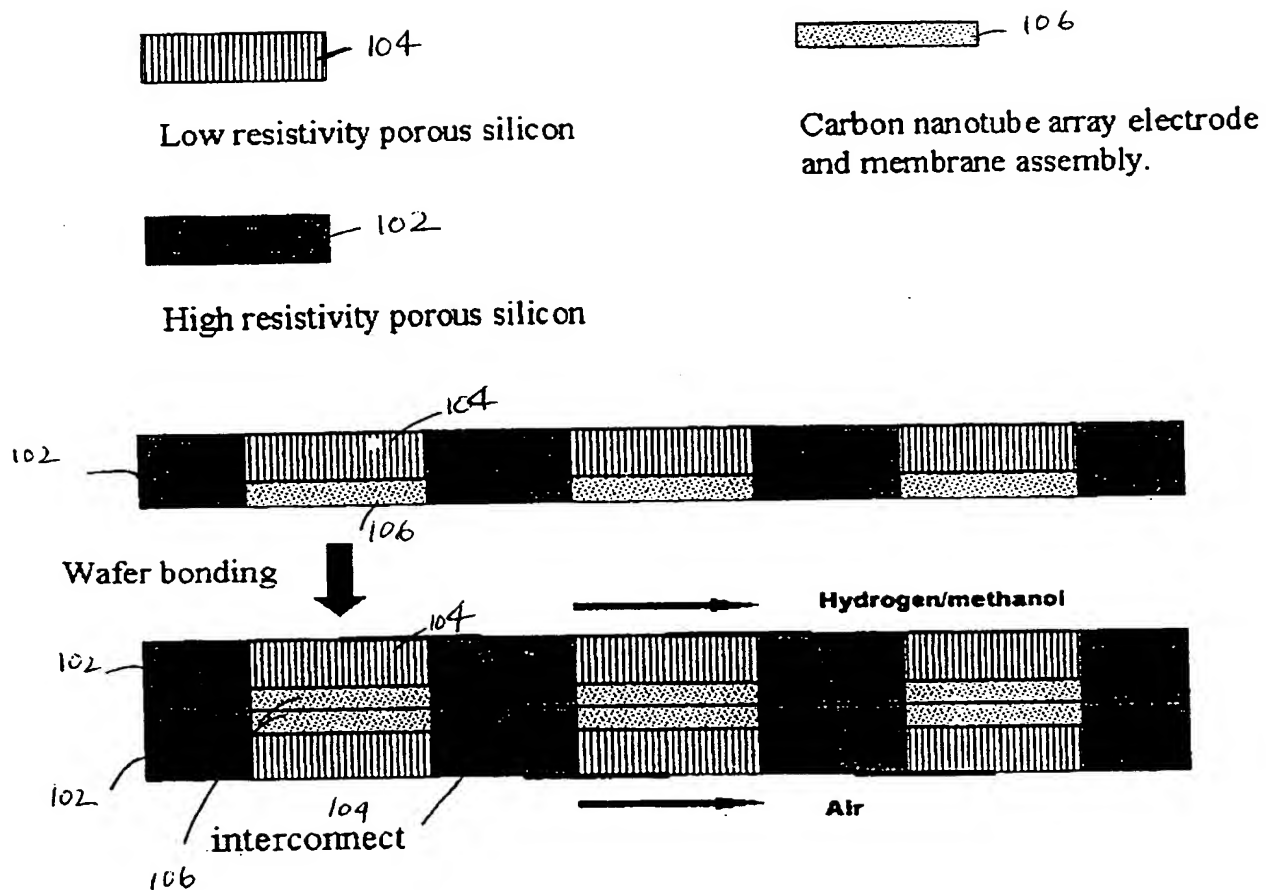 104
106
Low resistivity porous silicon
Carbon nanotube array electrode
and membrane assembly.
102
High resistivity porous silicon
104
102
106
Wafer bonding
Hydrogen/methanol
104
102
102
104
Air
interconnect
106